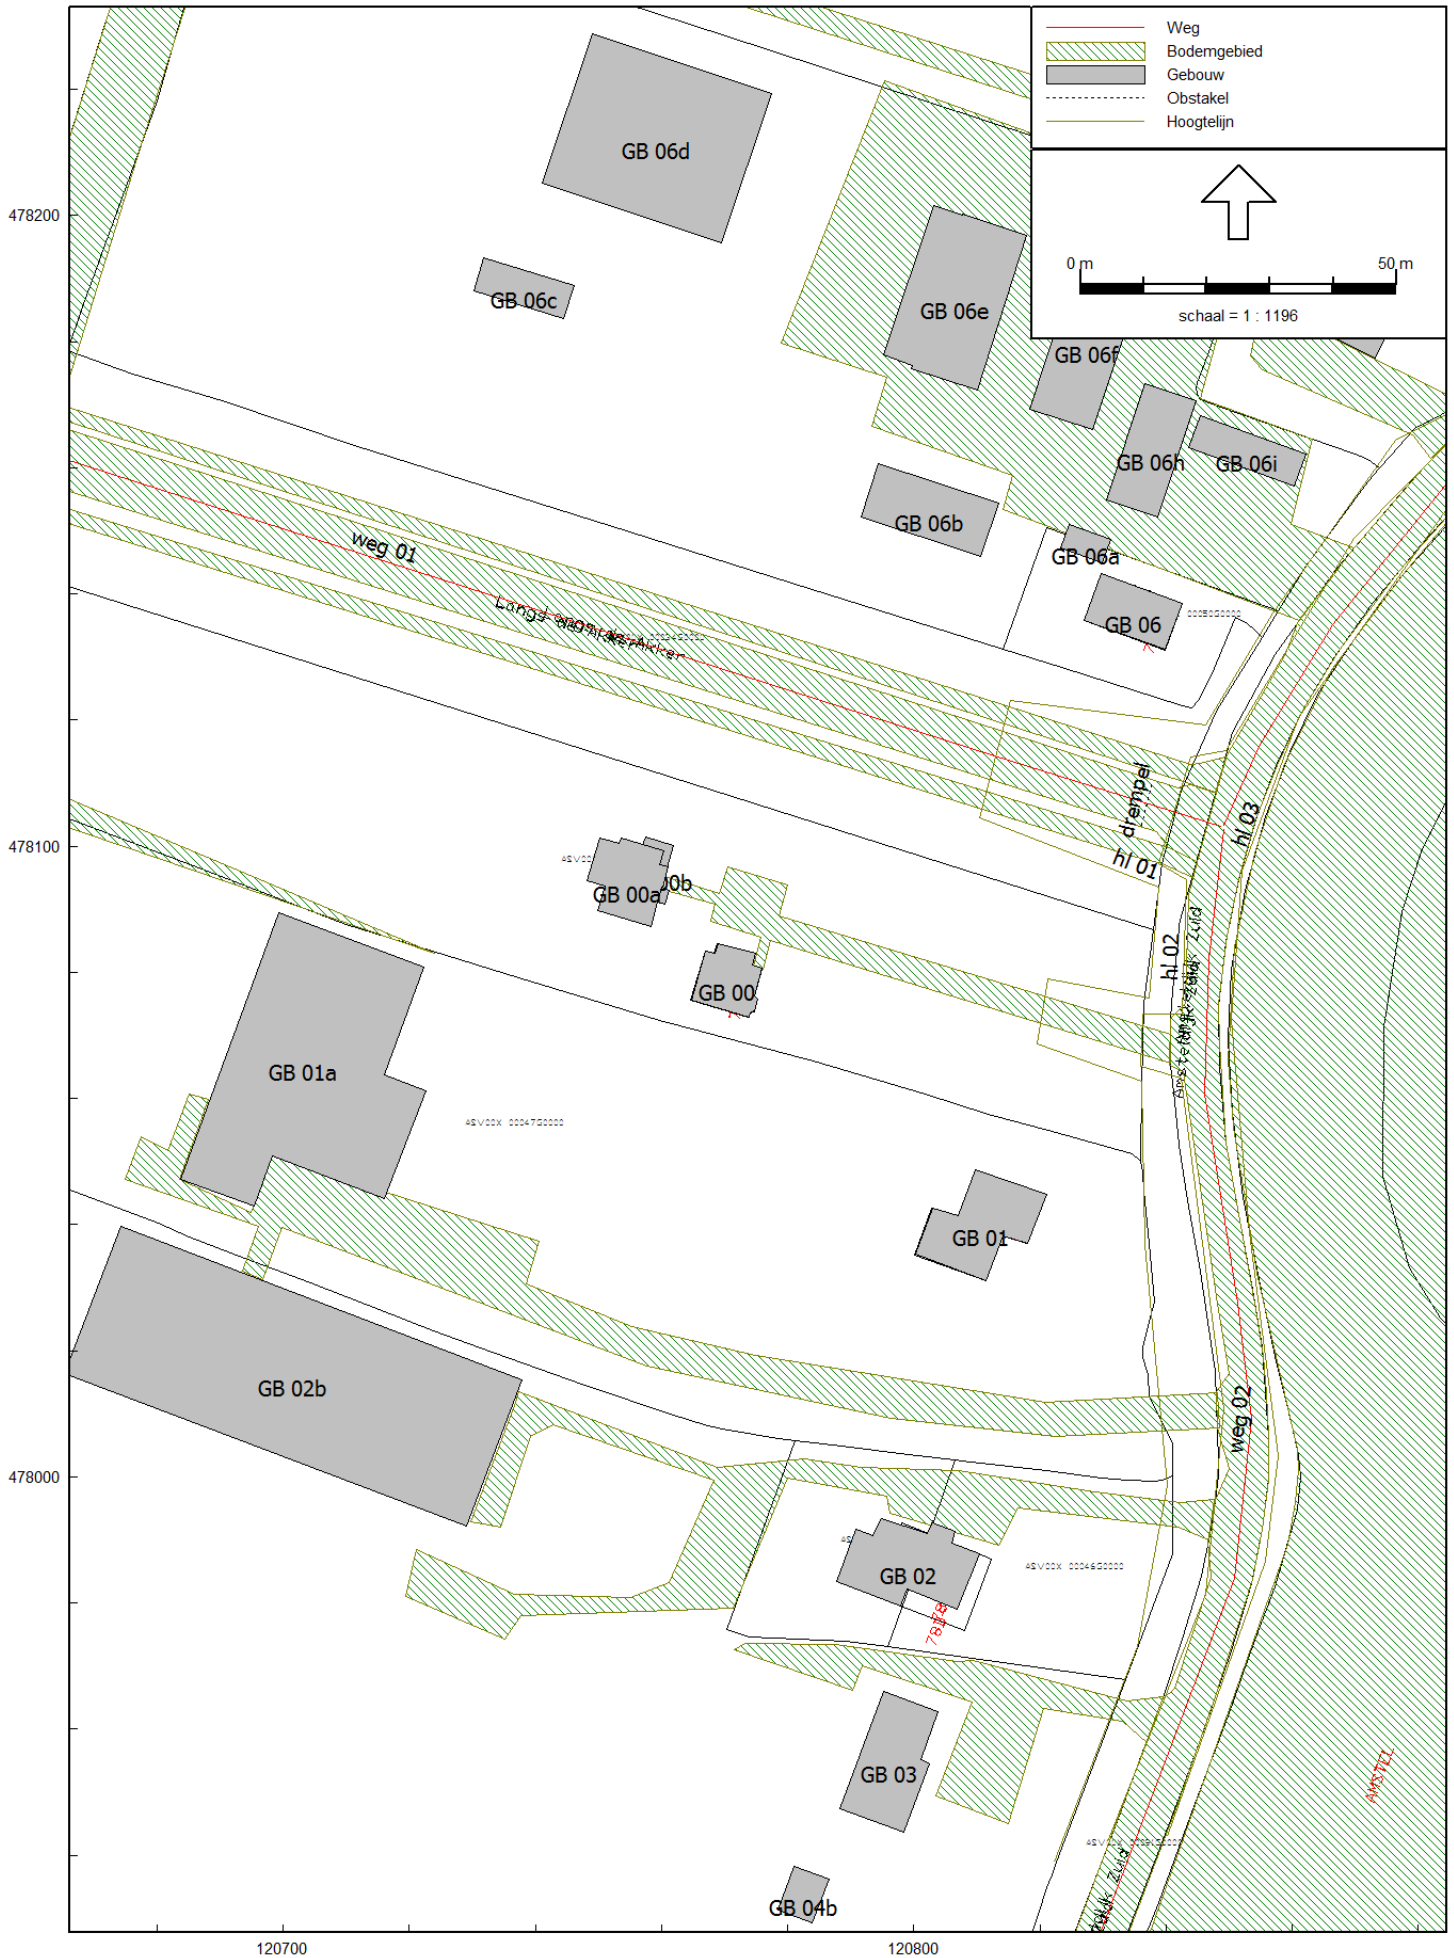 Weg
Bodemgebied
Gebouw
Obstakel
Hoogtelijn
0 m 50 m
schaal = 1 : 1196
GB 06d
478200
GB 06c
GB 06e
GB 06f
GB 06h
GB 06i
GB 06b
weg 01
GB 06a
GB 06
drempel
hl 03
478100
hl 01
GB 00a
00b
hl 02
GB 00
GB 01a
GB 01
GB 02b
weg 02
478000
GB 02
GB 03
AMSTEL
Zuid
GB 04b
120700 120800